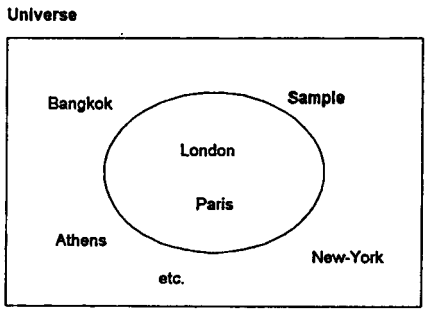 Universe
Bangkok
Sample
London
Paris
Athens
New-York
etc.